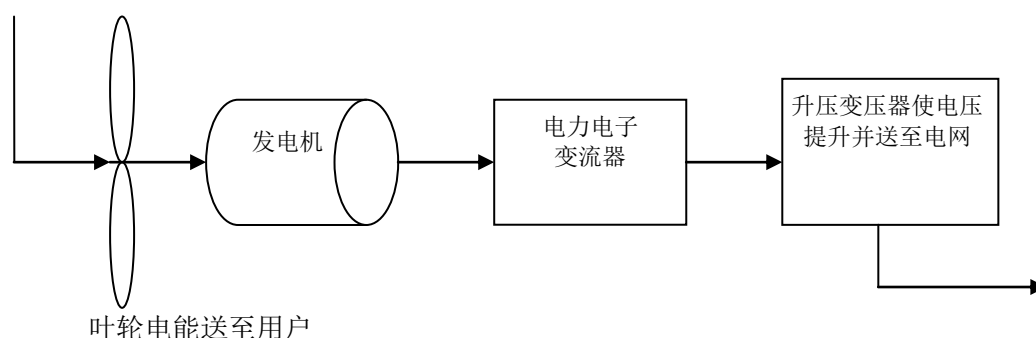 发电机
电力电子
变流器
升压变压器使电压
提升并送至电网
叶轮电能送至用户